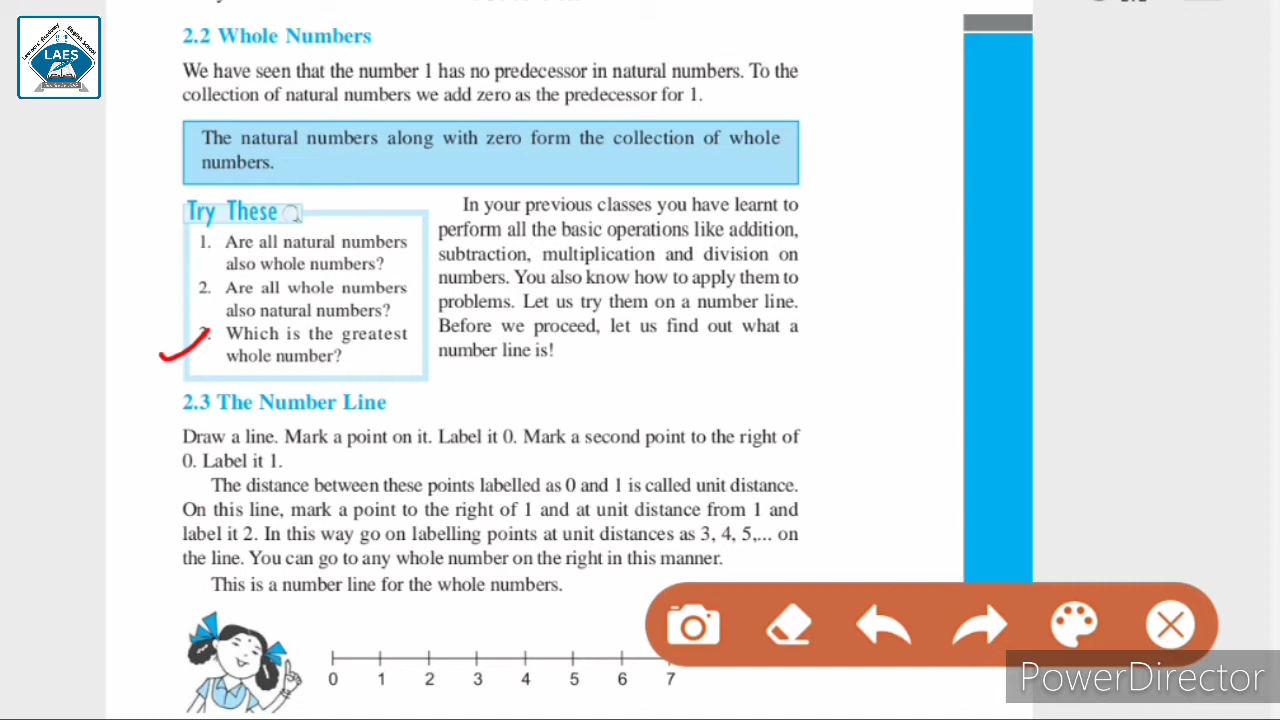 LAES
2.2 Whole Numbers
We have seen that the number 1 has no predecessor in natural numbers. To the
collection of natural numbers we add zero as the predecessor for 1.
The natural numbers along with zero form the collection of whole
numbers.
Try These
1. Are all natural numbers
also whole numbers?
2. Are all whole numbers
also natural numbers?
3. Which is the greatest
whole number?
In your previous classes you have learnt to
perform all the basic operations like addition,
subtraction, multiplication and division on
numbers. You also know how to apply them to
problems. Let us try them on a number line.
Before we proceed, let us find out what a
number line is!
2.3 The Number Line
Draw a line. Mark a point on it. Label it 0. Mark a second point to the right of
0. Label it 1.
The distance between these points labelled as 0 and 1 is called unit distance.
On this line, mark a point to the right of 1 and at unit distance from 1 and
label it 2. In this way go on labelling points at unit distances as 3, 4, 5,... on
the line. You can go to any whole number on the right in this manner.
This is a number line for the whole numbers.
0 1 2 3 4 5 6 7
PowerDirector